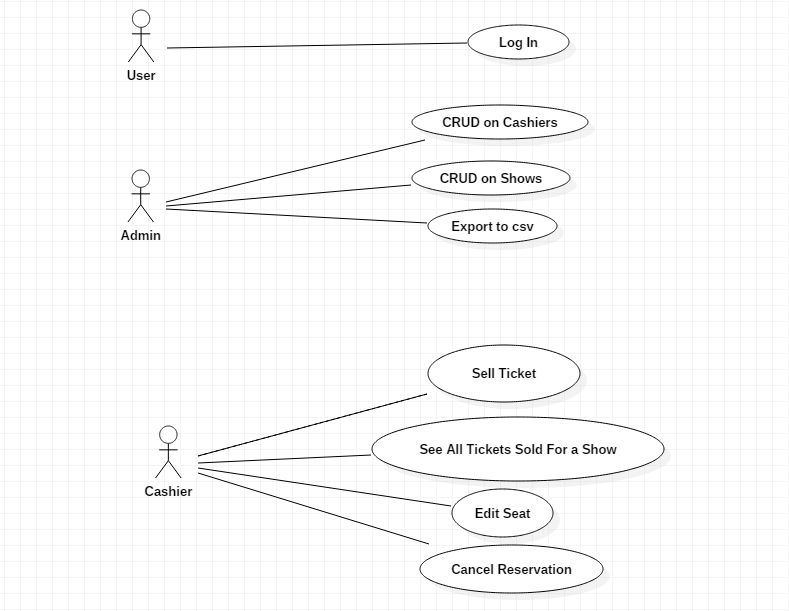 User
Log In
CRUD on Cashiers
CRUD on Shows
Export to csv
Admin
Sell Ticket
See All Tickets Sold For a Show
Cashier
Edit Seat
Cancel Reservation